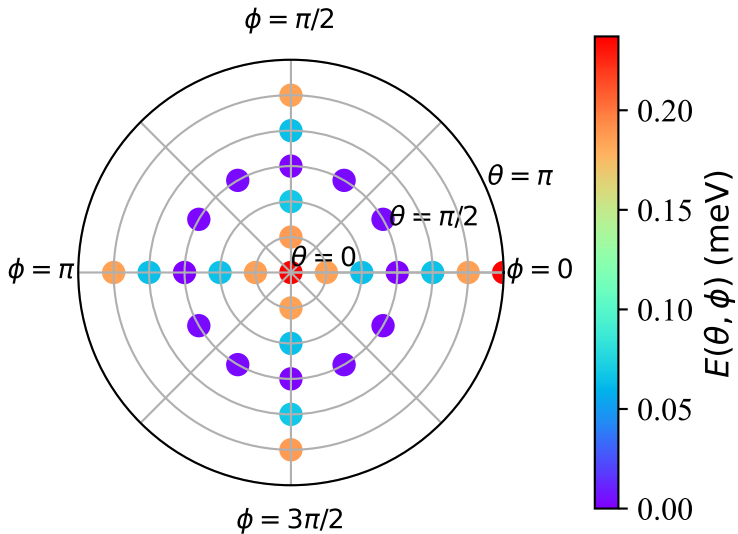 ϕ = π/2
θ = π
θ = π/2
θ = 0
ϕ = π
ϕ = 0
ϕ = 3π/2
0.20
0.15
0.10
0.05
0.00
E(θ, ϕ) (meV)